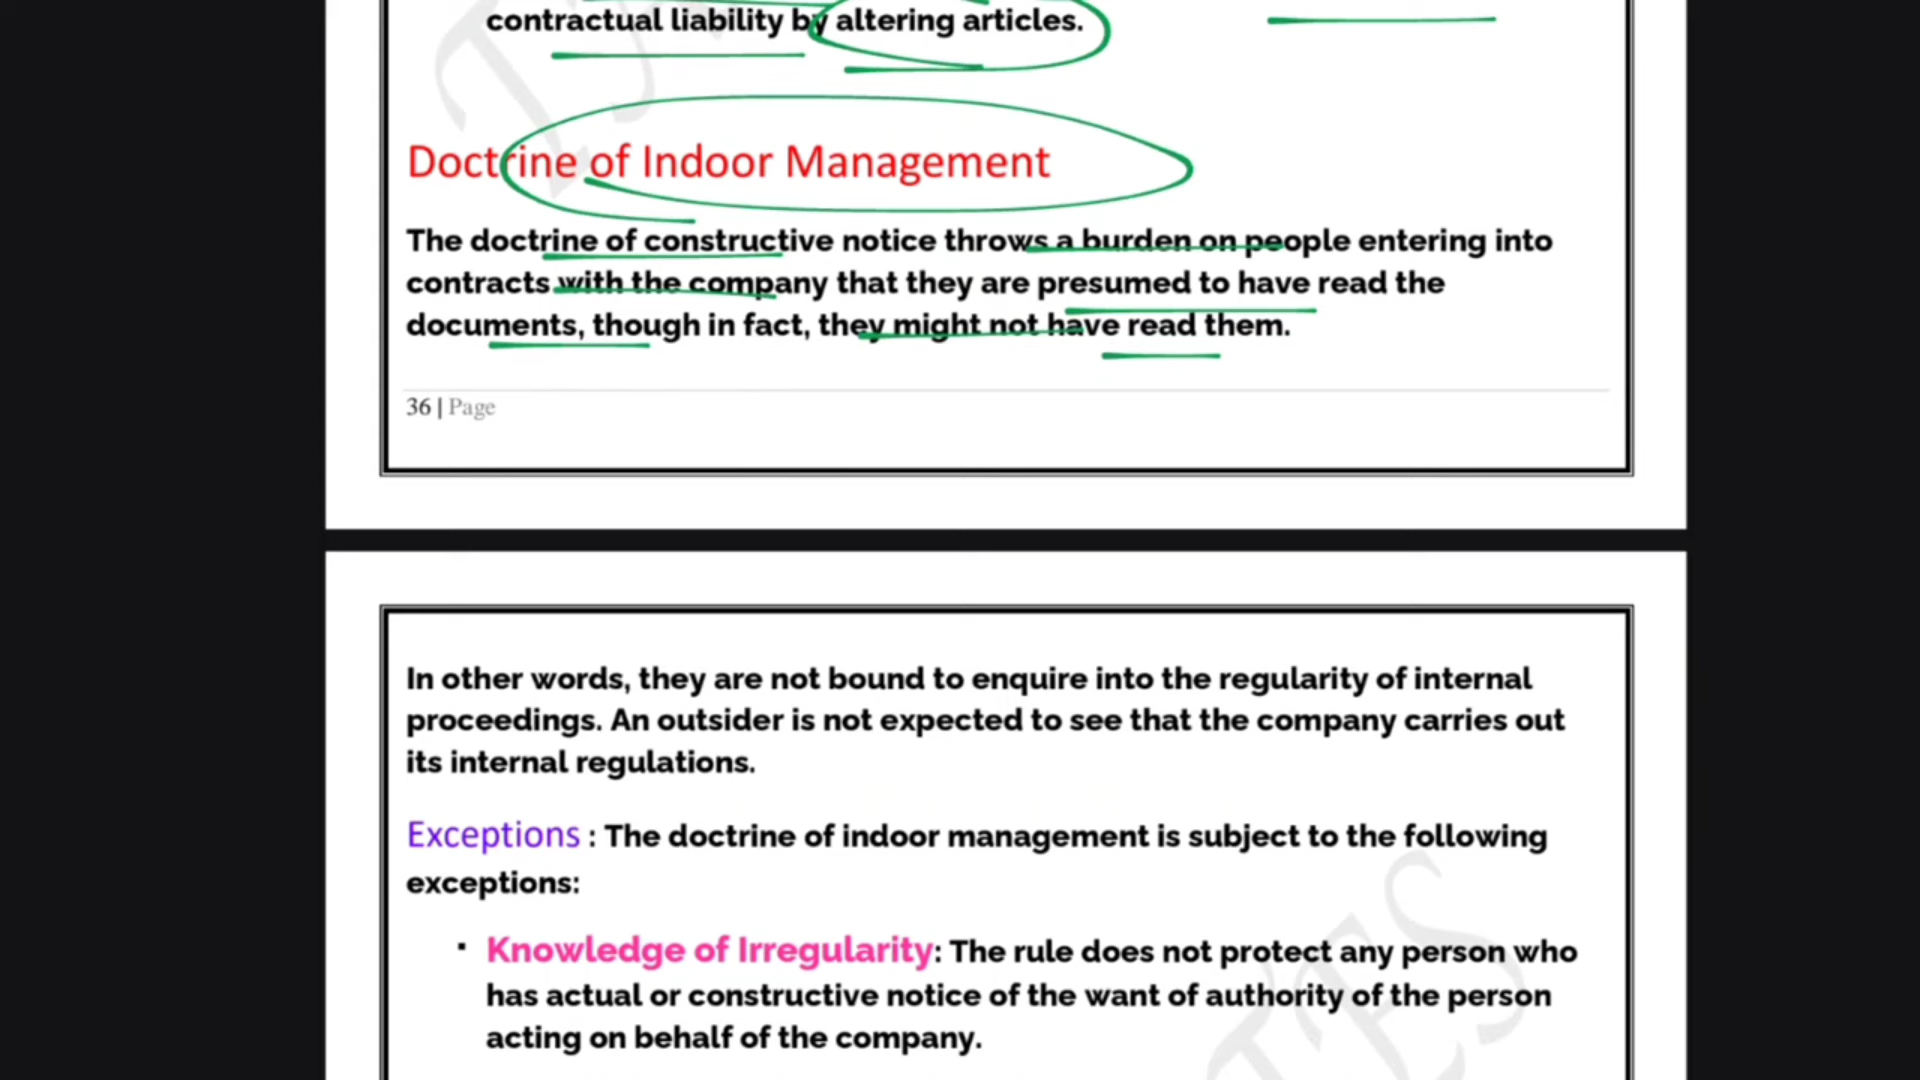 contractual liability by altering articles.
Doctrine of Indoor Management
The doctrine of constructive notice throws a burden on people entering into
contracts with the company that they are presumed to have read the
documents, though in fact, they might not have read them.
36 | Page
In other words, they are not bound to enquire into the regularity of internal
proceedings. An outsider is not expected to see that the company carries out
its internal regulations.
Exceptions : The doctrine of indoor management is subject to the following
exceptions:
▪ Knowledge of Irregularity: The rule does not protect any person who
has actual or constructive notice of the want of authority of the person
acting on behalf of the company.